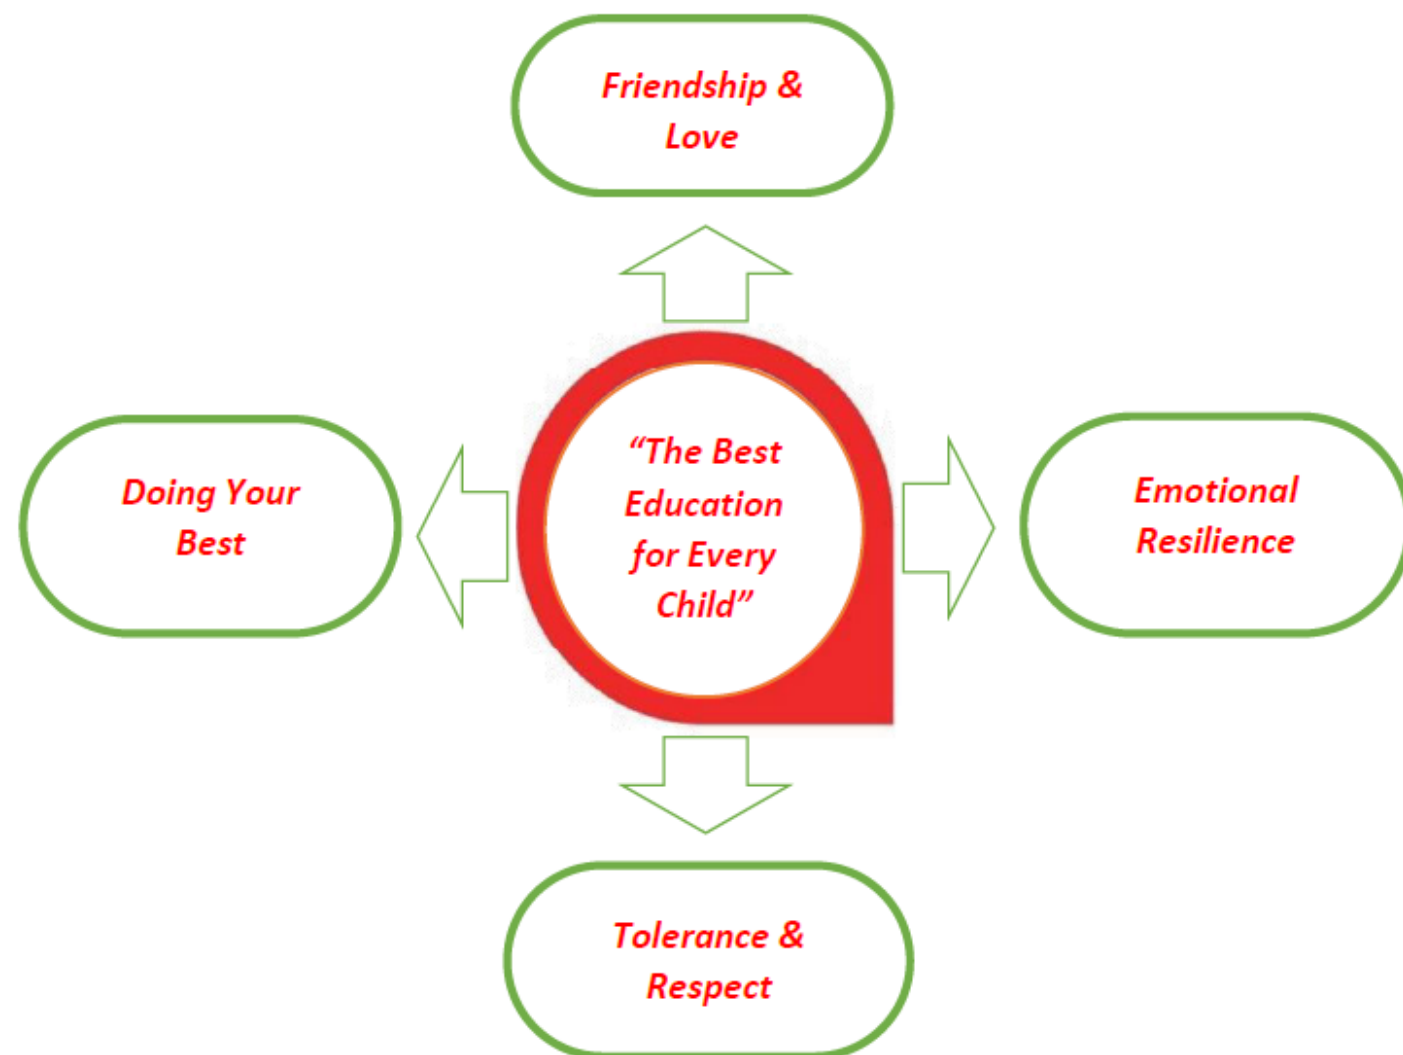 Friendship &
Love
“The Best
Education
for Every
Child”
Doing Your
Best
Emotional
Resilience
Tolerance &
Respect